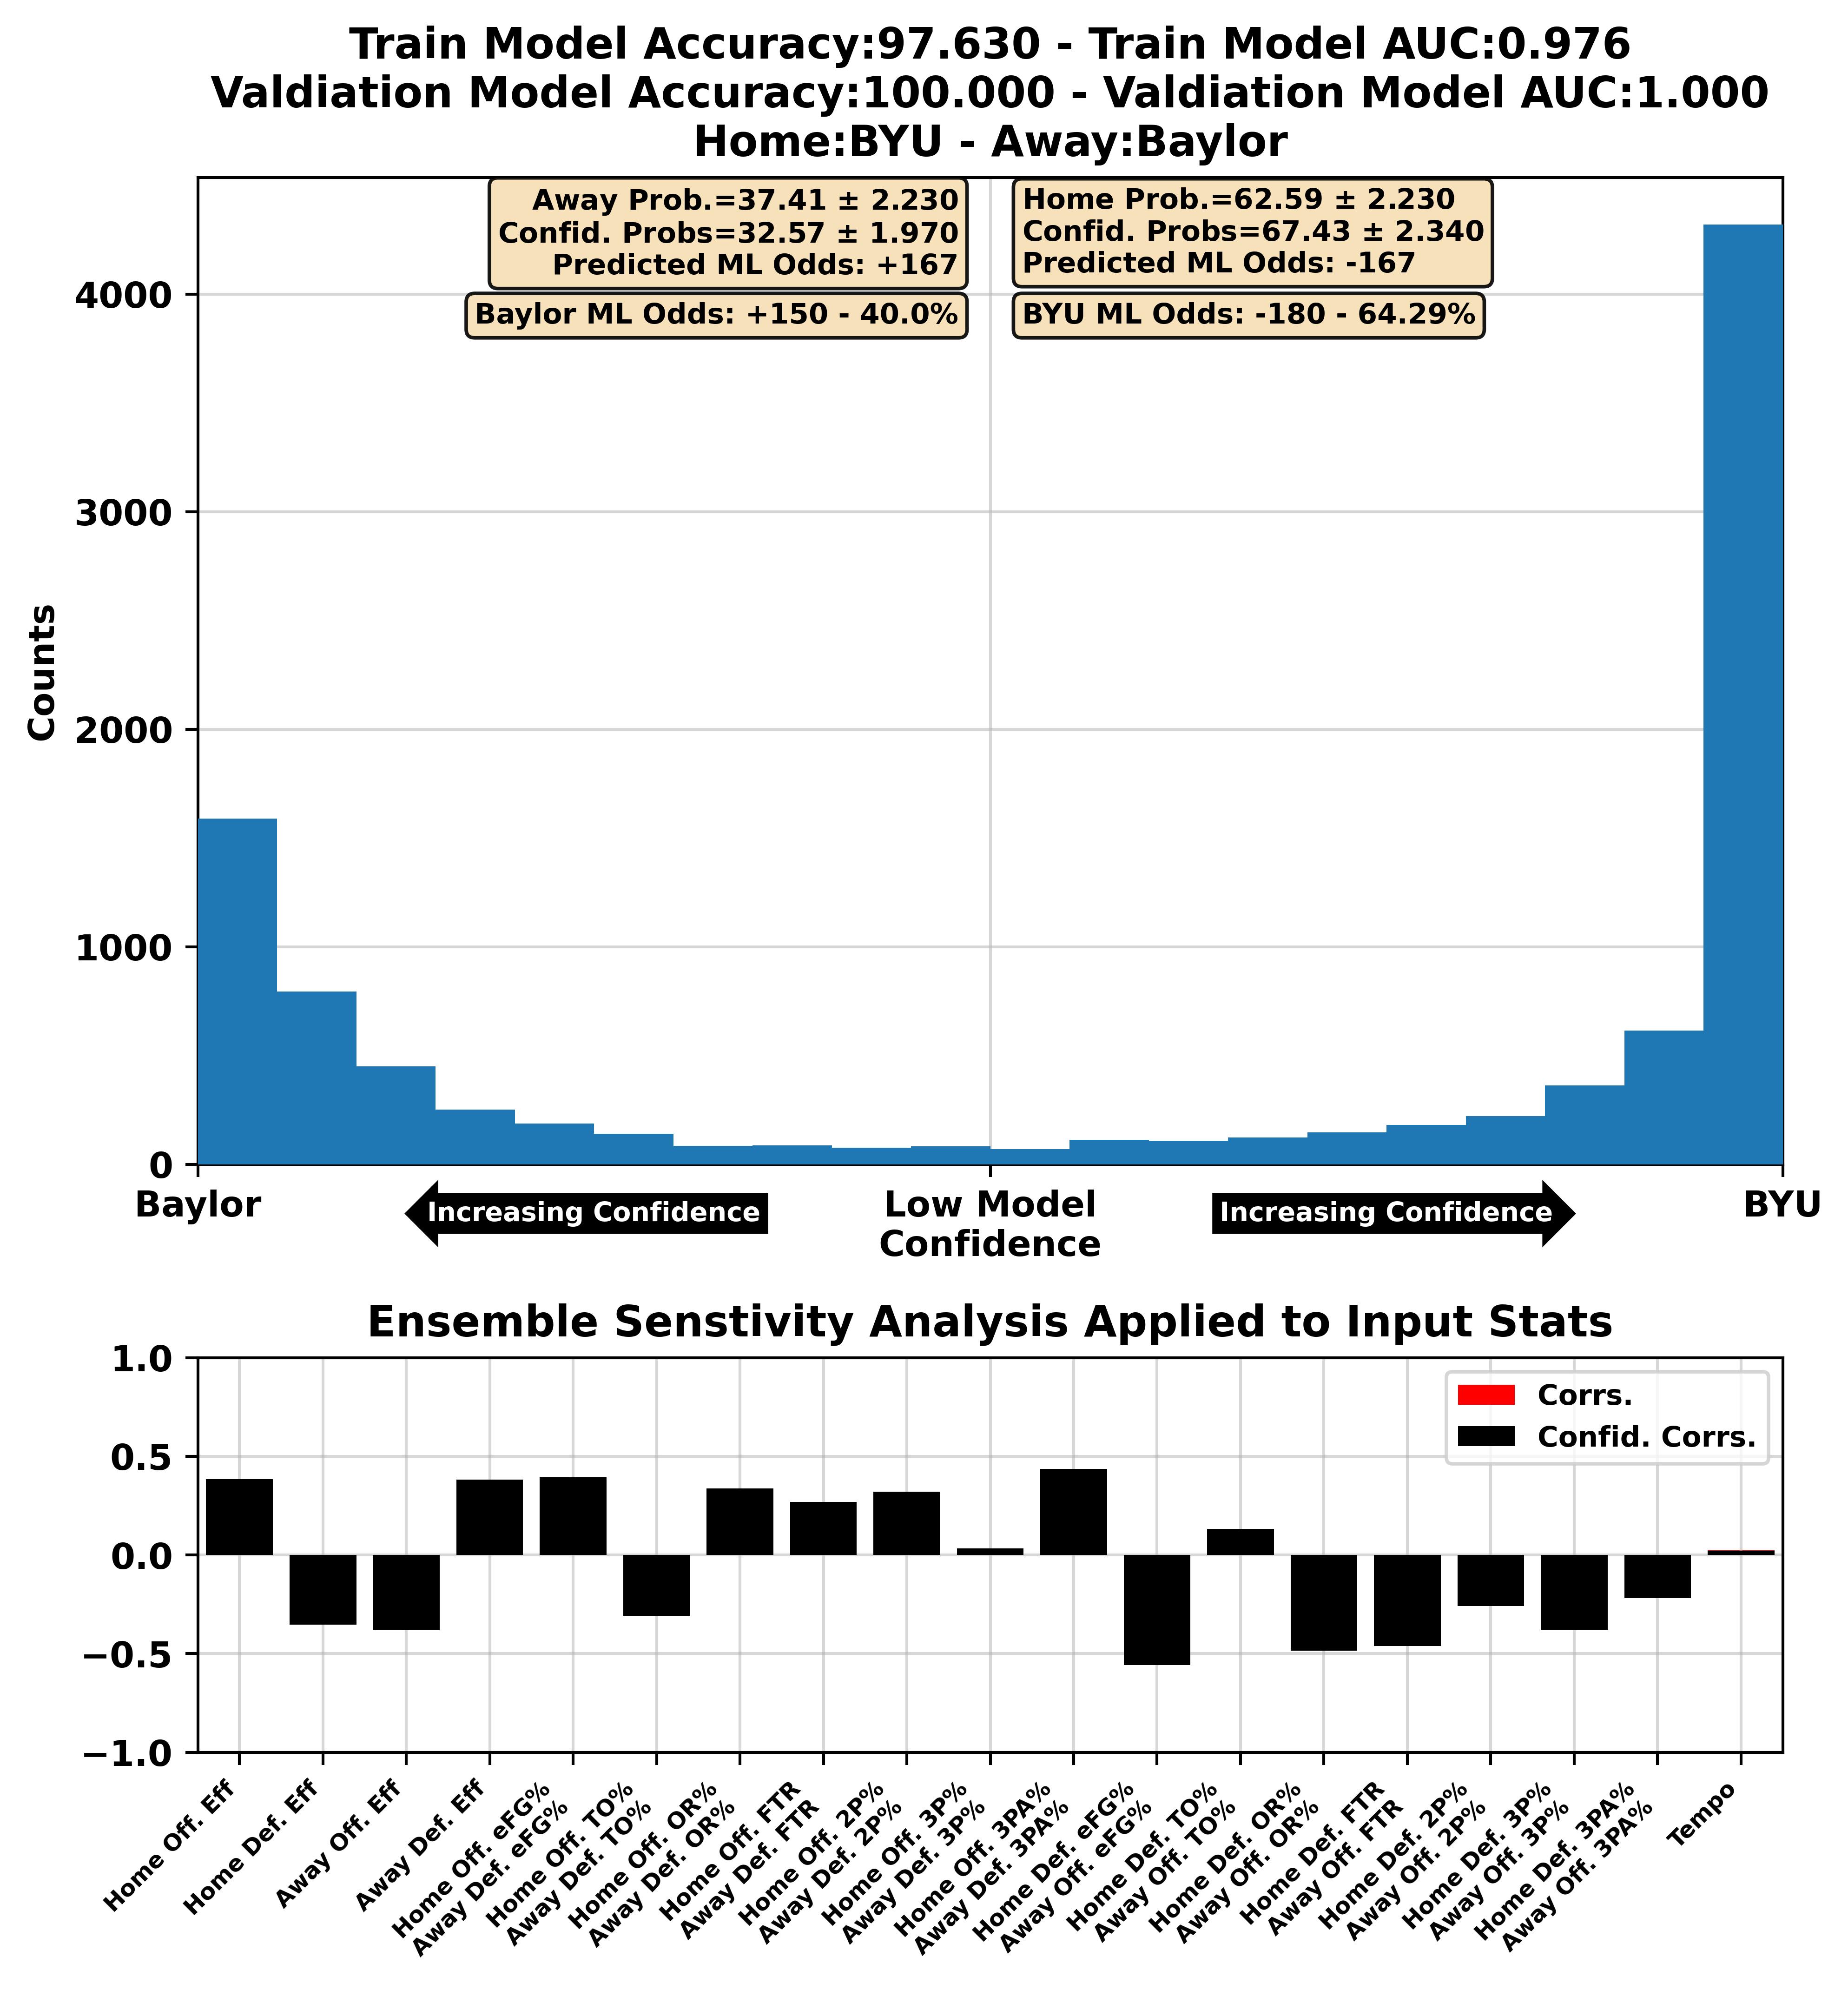 Train Model Accuracy:97.630 - Train Model AUC:0.976
Valdiation Model Accuracy:100.000 - Valdiation Model AUC:1.000
Home:BYU - Away:Baylor
Away Prob.=37.41 ± 2.230
Confid. Probs=32.57 ± 1.970
Predicted ML Odds: +167
Baylor ML Odds: +150 - 40.0%
Home Prob.=62.59 ± 2.230
Confid. Probs=67.43 ± 2.340
Predicted ML Odds: -167
BYU ML Odds: -180 - 64.29%
Counts
4000
3000
2000
1000
0
Baylor
Increasing Confidence
Low Model
Confidence
Increasing Confidence
BYU
Ensemble Senstivity Analysis Applied to Input Stats
1.0
0.5
0.0
−0.5
−1.0
Corrs.
Confid. Corrs.
Home Off. Eff
Home Def. Eff
Away Off. Eff
Away Def. Eff
Home Off. eFG%
Away Def. eFG%
Home Off. TO%
Away Def. TO%
Home Off. OR%
Away Def. OR%
Home Off. FTR
Away Def. FTR
Home Off. 2P%
Away Def. 2P%
Home Off. 3P%
Away Def. 3P%
Home Off. 3PA%
Away Def. 3PA%
Home Def. eFG%
Away Off. eFG%
Home Def. TO%
Away Off. TO%
Home Def. OR%
Away Off. OR%
Home Def. FTR
Away Off. FTR
Home Def. 2P%
Away Off. 2P%
Home Def. 3P%
Away Off. 3P%
Home Def. 3PA%
Away Off. 3PA%
Tempo